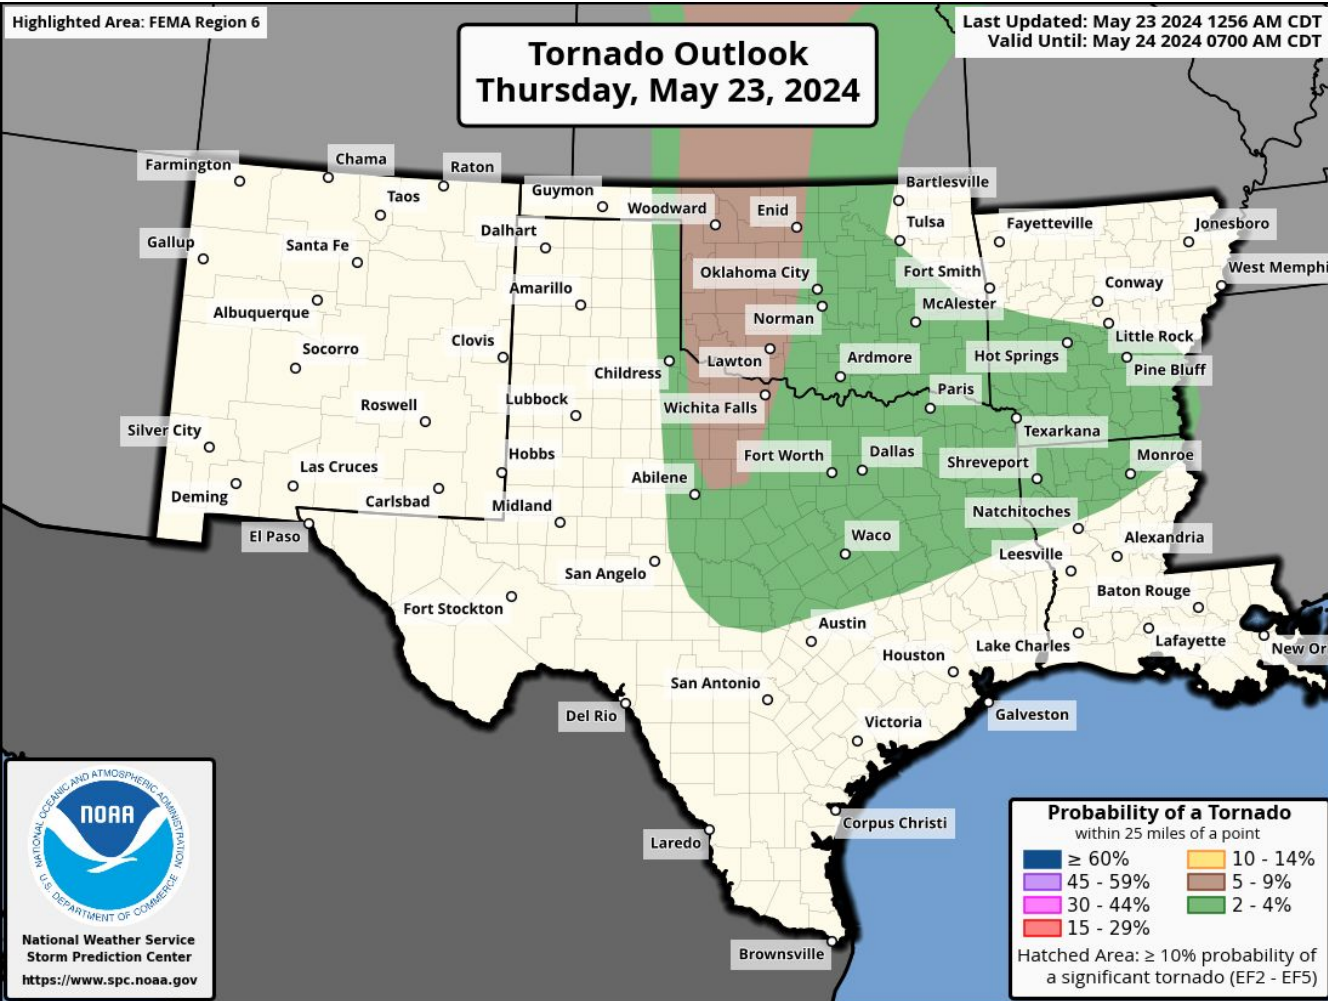 Highlighted Area: FEMA Region 6
Last Updated: May 23 2024 1256 AM CDT
Valid Until: May 24 2024 0700 AM CDT
Tornado Outlook
Thursday, May 23, 2024
Farmington
Chama
Raton
Taos
Guymon
Woodward
Enid
Bartlesville
Tulsa
Fayetteville
Jonesboro
Gallup
Santa Fe
Dalhart
Oklahoma City
Fort Smith
West Memphi
Albuquerque
Amarillo
Norman
McAlester
Conway
Socorro
Clovis
Childress
Lawton
Ardmore
Hot Springs
Little Rock
Pine Bluff
Roswell
Lubbock
Wichita Falls
Paris
Silver City
Texarkana
Las Cruces
Hobbs
Abilene
Fort Worth
Dallas
Shreveport
Monroe
Deming
Carlsbad
Midland
Natchitoches
El Paso
Waco
Alexandria
San Angelo
Leesville
Fort Stockton
Baton Rouge
Austin
Houston
Lake Charles
Lafayette
New Or
San Antonio
Del Rio
Galveston
Victoria
Corpus Christi
Laredo
Brownsville
NATIONAL OCEANIC AND ATMOSPHERIC ADMINISTRATION
NOAA
U.S. DEPARTMENT OF COMMERCE
National Weather Service
Storm Prediction Center
https://www.spc.noaa.gov
Probability of a Tornado
within 25 miles of a point
≥ 60%
45 - 59%
30 - 44%
15 - 29%
10 - 14%
5 - 9%
2 - 4%
Hatched Area: ≥ 10% probability of
a significant tornado (EF2 - EF5)